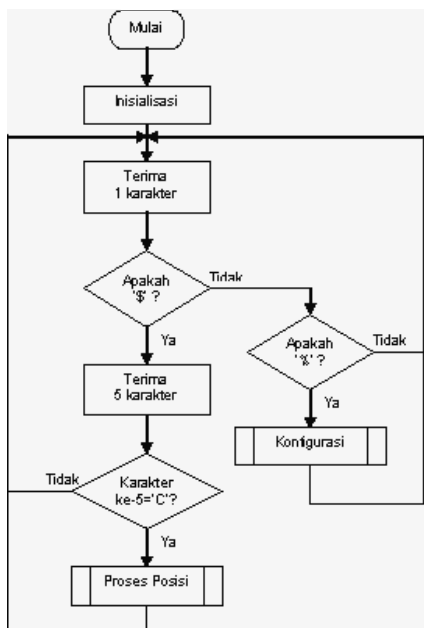 Mulai
Inisialisasi
Terima
1 karakter
Apakah
'$' ?
Tidak
Ya
Apakah
'%' ?
Tidak
Ya
Terima
5 karakter
Konfigurasi
Tidak
Karakter
ke-5='C'?
Ya
Proses Posisi